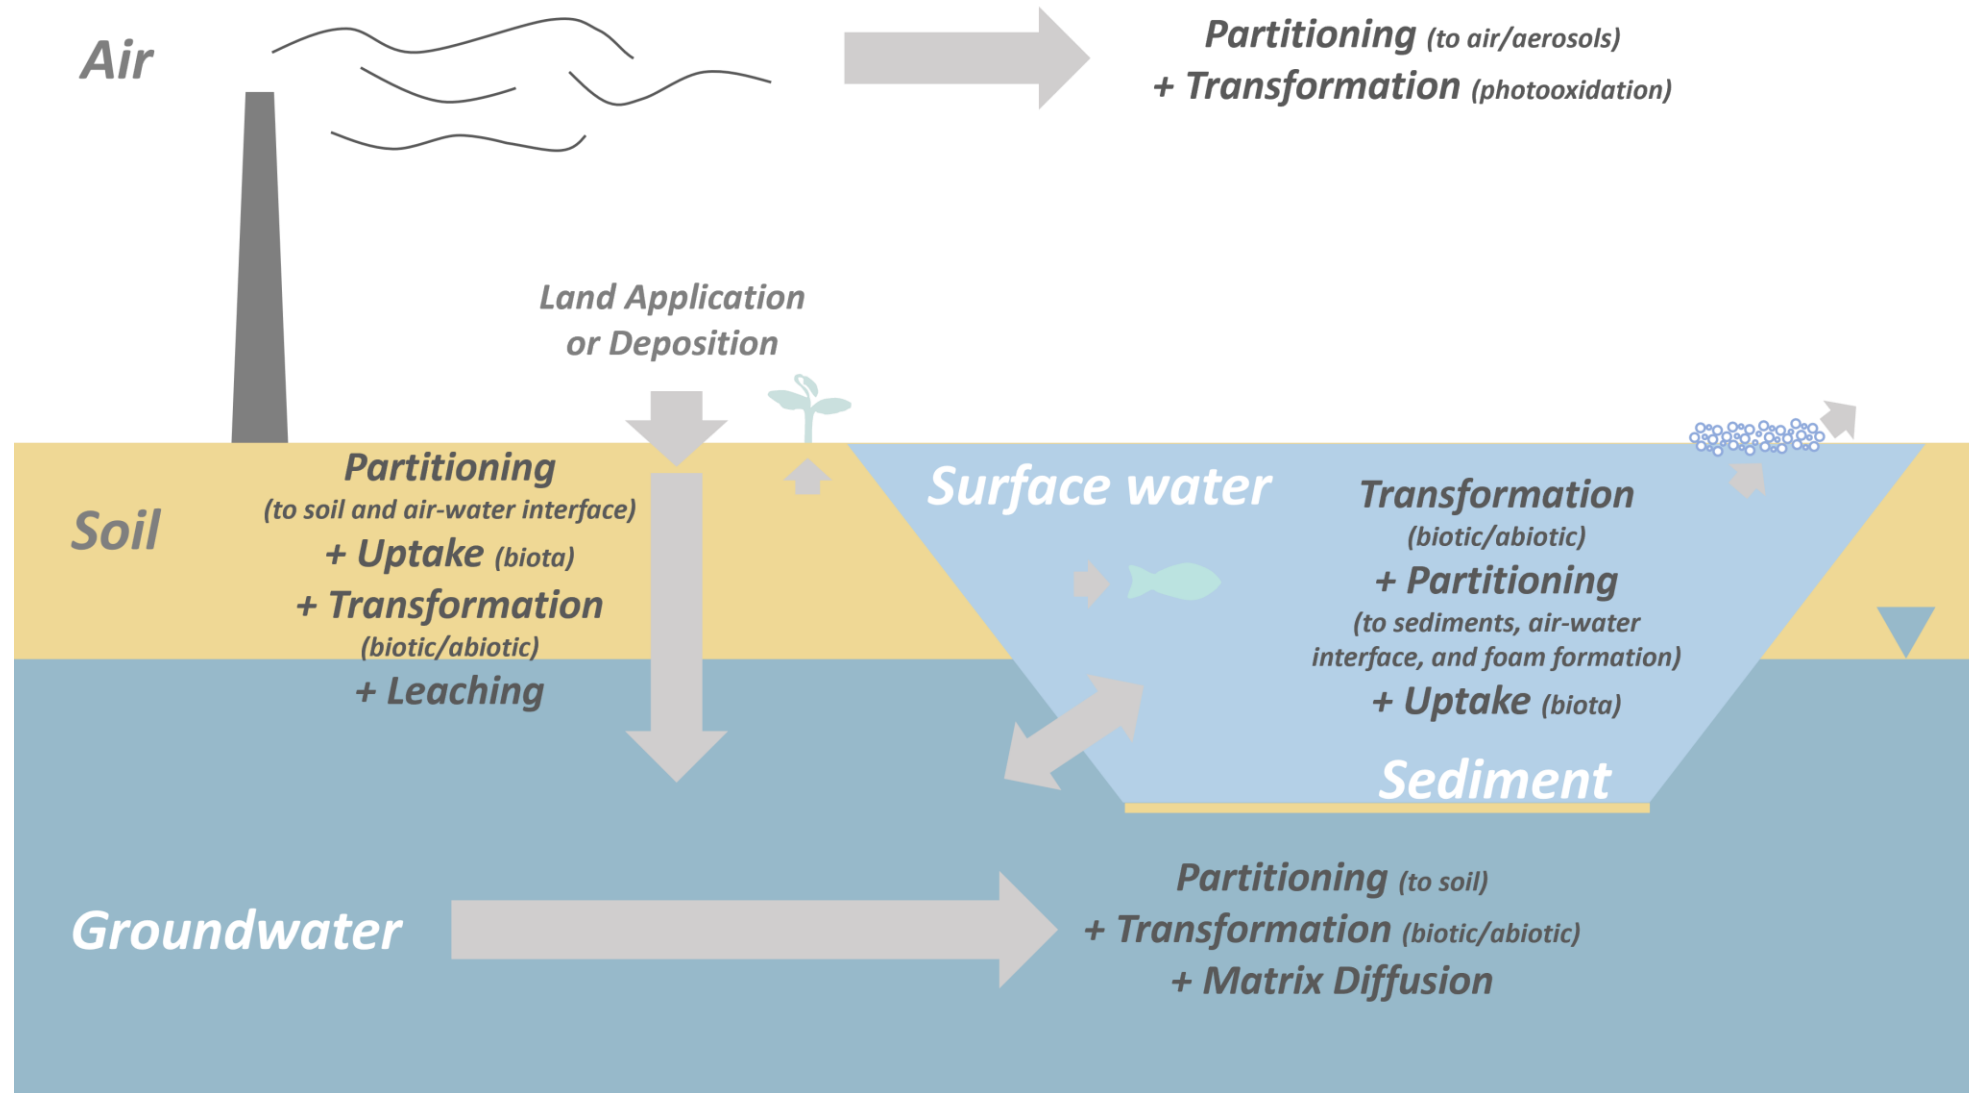 Air
Partitioning (to air/aerosols)
+ Transformation (photooxidation)
Land Application
or Deposition
Soil
Partitioning
(to soil and air-water interface)
+ Uptake (biota)
+ Transformation
(biotic/abiotic)
+ Leaching
Surface water
Transformation
(biotic/abiotic)
+ Partitioning
(to sediments, air-water
interface, and foam formation)
+ Uptake (biota)
Sediment
Groundwater
Partitioning (to soil)
+ Transformation (biotic/abiotic)
+ Matrix Diffusion